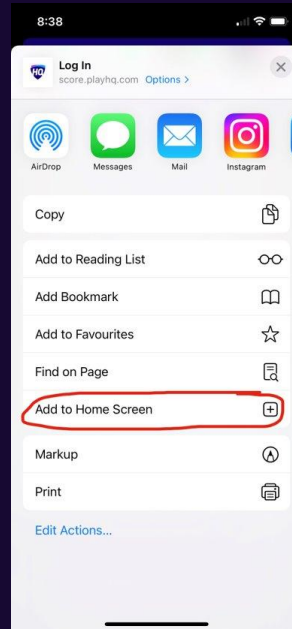 8:38
HQ
Log In
score.playhq.com Options >
AirDrop
Messages
Mail
Instagram
Copy
Add to Reading List
Add Bookmark
Add to Favourites
Find on Page
Add to Home Screen
Markup
Print
Edit Actions...